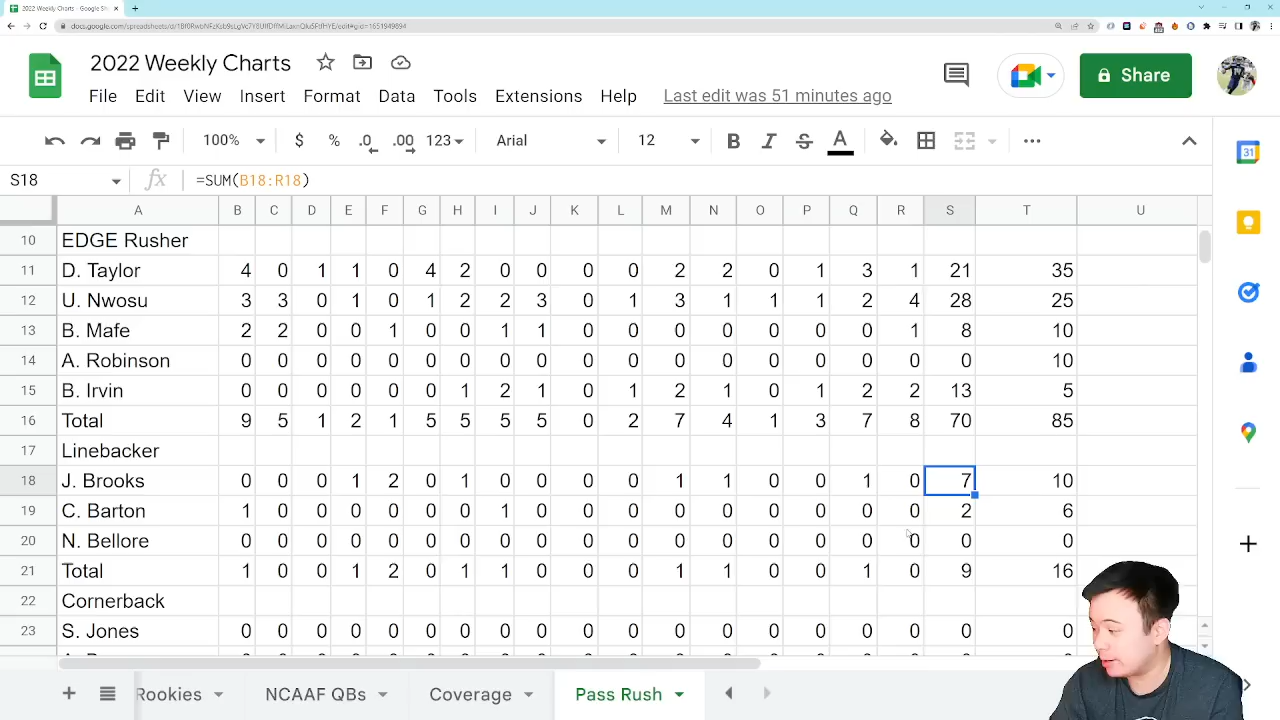 2022 Weekly Charts - Google She
2022 Weekly Charts
File Edit View Insert Format Data Tools Extensions Help Last edit was 51 minutes ago
Share
100% $ % .0 .00 123 Arial 12 B I S A
S18 fx =SUM(B18:R18)
A B C D E F G H I J K L M N O P Q R S T U
10 EDGE Rusher
11 D. Taylor 4 0 1 1 0 4 2 0 0 0 0 2 2 0 1 3 1 21 35
12 U. Nwosu 3 3 0 1 0 1 2 2 3 0 1 3 1 1 1 2 4 28 25
13 B. Mafe 2 2 0 0 1 0 0 1 1 0 0 0 0 0 0 0 1 8 10
14 A. Robinson 0 0 0 0 0 0 0 0 0 0 0 0 0 0 0 0 0 0 10
15 B. Irvin 0 0 0 0 0 0 1 2 1 0 1 2 1 0 1 2 2 13 5
16 Total 9 5 1 2 1 5 5 5 5 0 2 7 4 1 3 7 8 70 85
17 Linebacker
18 J. Brooks 0 0 0 1 2 0 1 0 0 0 0 1 1 0 0 1 0 7 10
19 C. Barton 1 0 0 0 0 0 0 1 0 0 0 0 0 0 0 0 0 2 6
20 N. Bellore 0 0 0 0 0 0 0 0 0 0 0 0 0 0 0 0 0 0 0
21 Total 1 0 0 1 2 0 1 1 0 0 0 1 1 0 0 1 0 9 16
22 Cornerback
23 S. Jones 0 0 0 0 0 0 0 0 0 0 0 0 0 0 0 0 0 0 0
Rookies NCAAF QBs Coverage Pass Rush
31